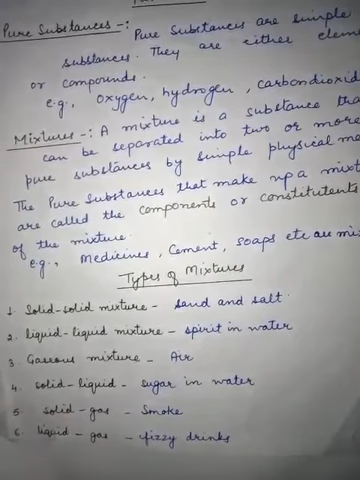 Pure Substances -: Pure Substances are simple
substances. They are either
or compounds.
e.g., oxygen, hydrogen,
Mixtures -: A mixture is a substance
can be separated into two or more
pure substances by simple physical
The Pure Substances that make up a
are called the components or constitutents
of the mixture.
e.g., Medicines, Cement, soaps etc are
Types of Mixtures
1. Solid-solid mixture - sand and salt.
2. liquid-liquid mixture - spirit in water
3. Gaseous mixture - Air
4. solid-liquid - sugar in water
5. solid-gas - Smoke
6. liquid-gas - fizzy drinks